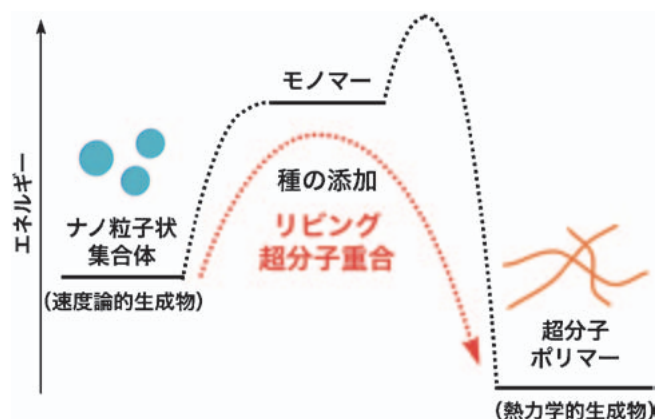 エネルギー
モノマー
種の添加
リビング
超分子重合
ナノ粒子状
集合体
(速度論的生成物)
超分子
ポリマー
(熱力学的生成物)